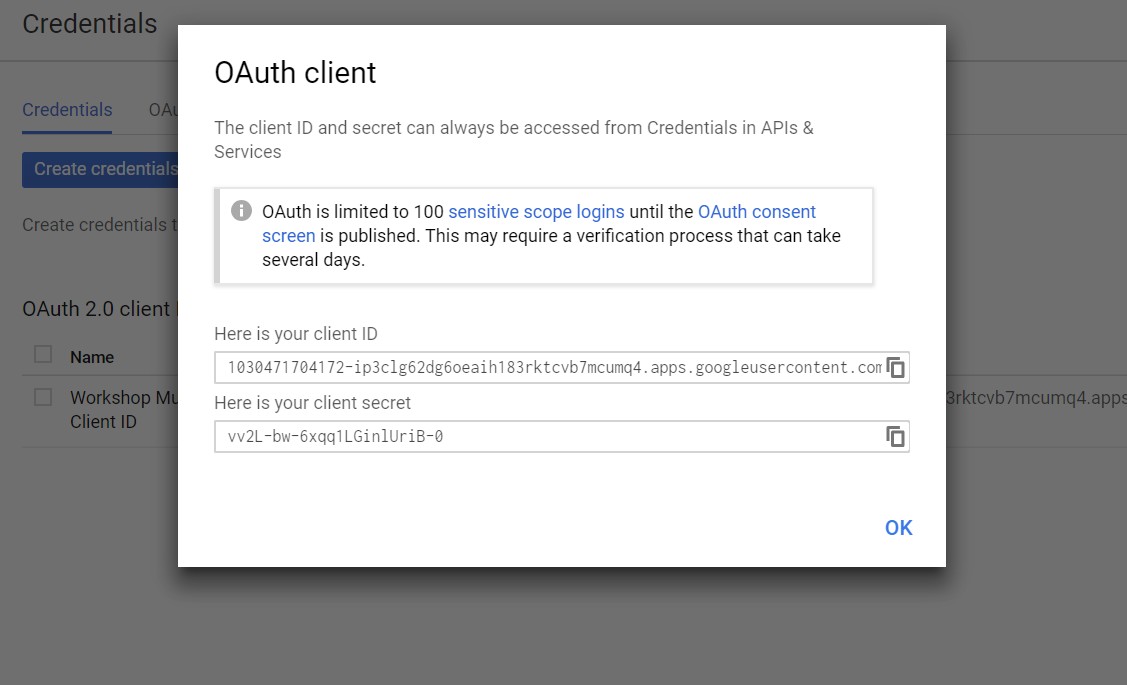 Credentials
OAuth client
Credentials OAu
The client ID and secret can always be accessed from Credentials in APIs &
Services
Create credentials
OAuth is limited to 100 sensitive scope logins until the OAuth consent
screen is published. This may require a verification process that can take
several days.
Create credentials t
OAuth 2.0 client
Here is your client ID
Name
1030471704172-ip3clg62dg6oeaih183rktcvb7mcumq4.apps.googleusercontent.com
Here is your client secret
Workshop Mu
Client ID
3rktcvb7mcumq4.apps
vv2L-bw-6xqq1LGinlUriB-0
OK